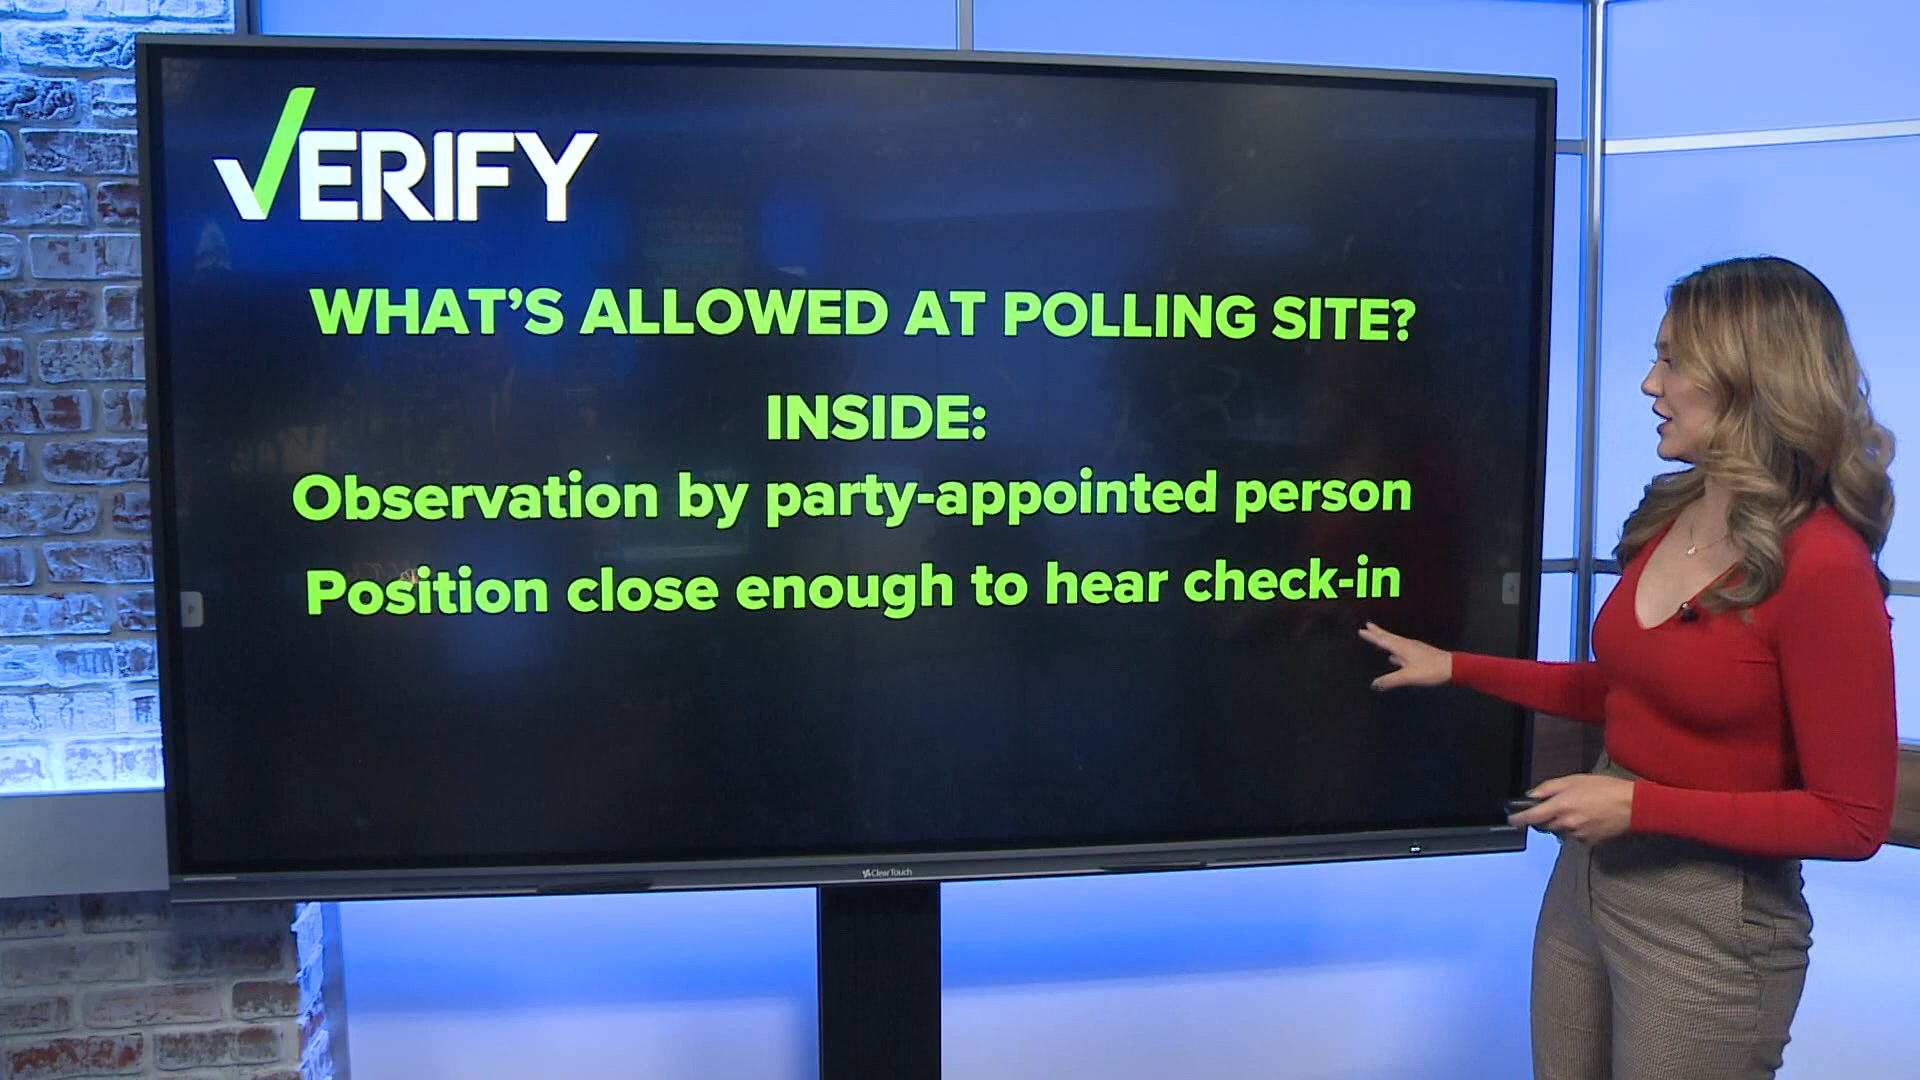 VERIFY
WHAT'S ALLOWED AT POLLING SITE?
INSIDE:
Observation by party-appointed person
Position close enough to hear check-in
ClearTouch